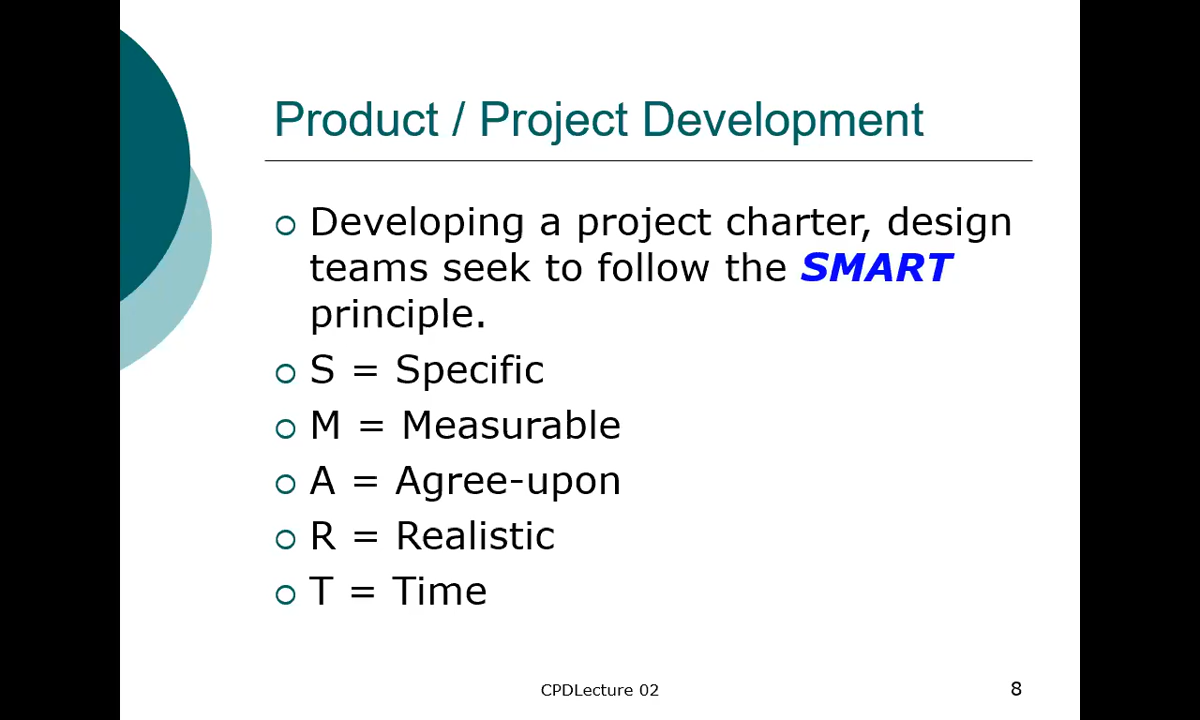 Product / Project Development
Developing a project charter, design
teams seek to follow the SMART
principle.
S = Specific
M = Measurable
A = Agree-upon
R = Realistic
T = Time
CPDLecture 02
8